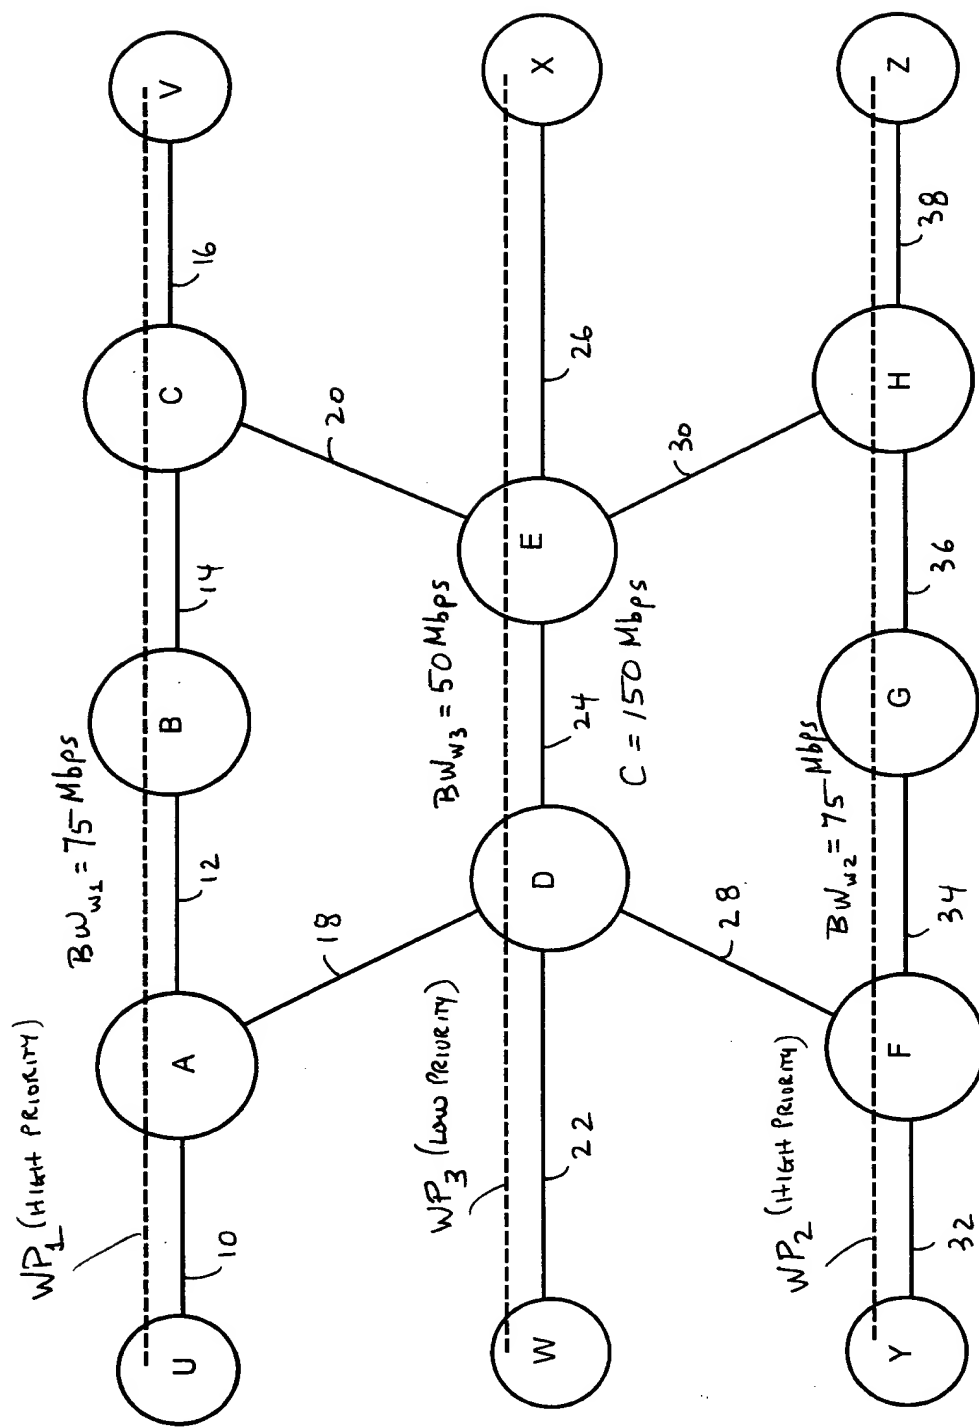 WP1 (HIGH PRIORITY)
BWW1 = 75 Mbps
U
A
B
C
V
10
12
14
16
18
20
WP3 (LOW PRIORITY)
BWW3 = 50 Mbps
W
D
E
X
22
24
26
C = 150 Mbps
28
30
WP2 (HIGH PRIORITY)
BWW2 = 75 Mbps
Y
F
G
H
Z
32
34
36
38